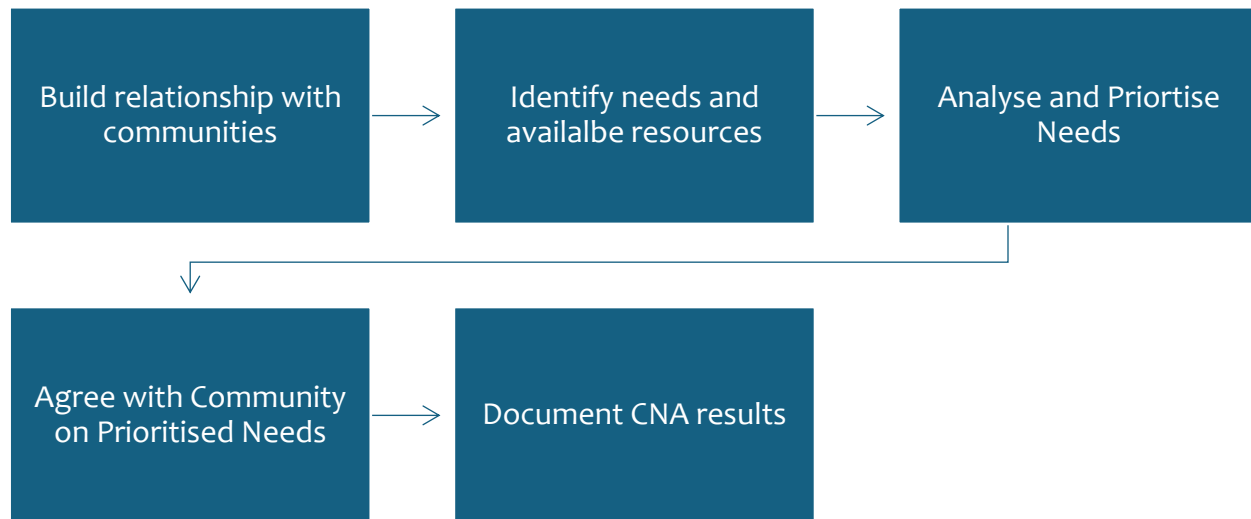 Build relationship with
communities
Identify needs and
availalbe resources
Analyse and Priortise
Needs
Agree with Community
on Prioritised Needs
Document CNA results